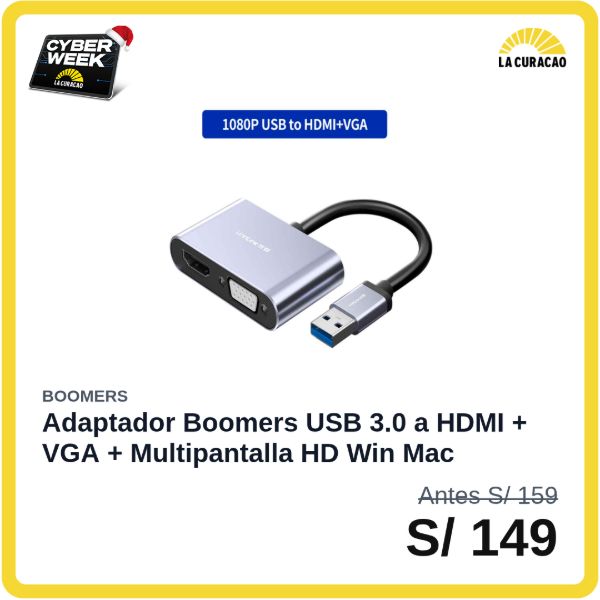 CYBER
WEEK
LA CURACAO
LA CURACAO
1080P USB to HDMI+VGA
BOOMERS
Adaptador Boomers USB 3.0 a HDMI +
VGA + Multipantalla HD Win Mac
Antes S/ 159
S/ 149